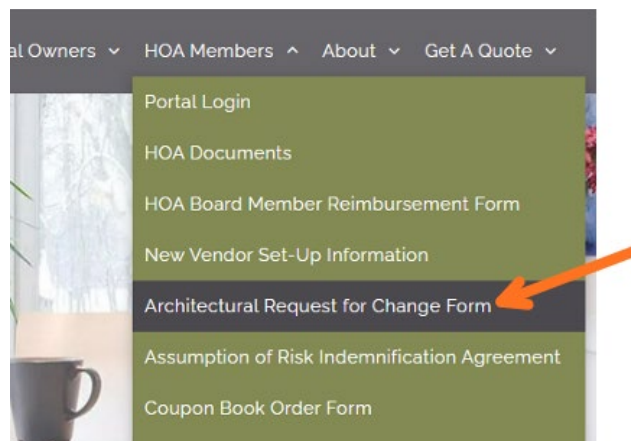 al Owners HOA Members About Get A Quote
Portal Login
HOA Documents
HOA Board Member Reimbursement Form
New Vendor Set-Up Information
Architectural Request for Change Form
Assumption of Risk Indemnification Agreement
Coupon Book Order Form